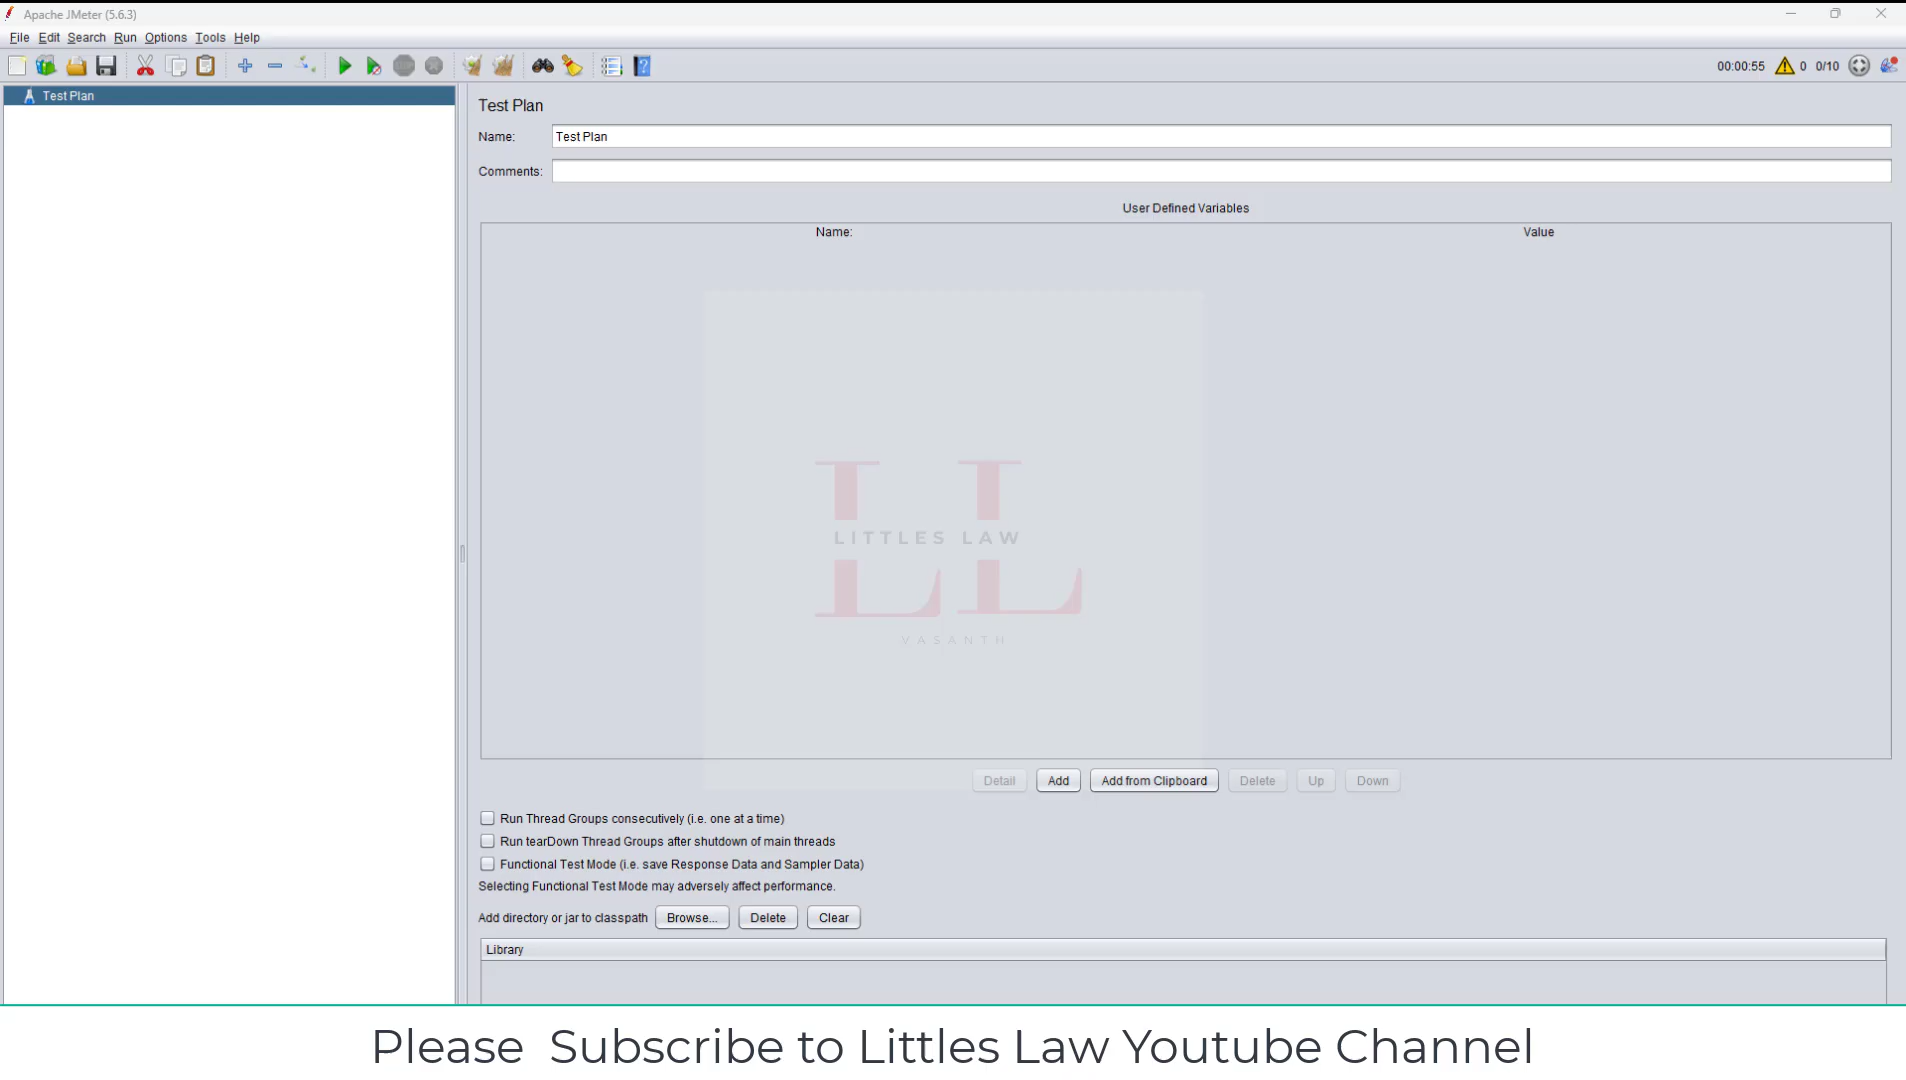 Apache JMeter (5.6.3)
File Edit Search Run Options Tools Help
00:00:55 0 0/10
Test Plan
Test Plan
Name: Test Plan
Comments:
User Defined Variables
Name: Value
LITTLES LAW
VASANTH
Detail Add Add from Clipboard Delete Up Down
Run Thread Groups consecutively (i.e. one at a time)
Run tearDown Thread Groups after shutdown of main threads
Functional Test Mode (i.e. save Response Data and Sampler Data)
Selecting Functional Test Mode may adversely affect performance.
Add directory or jar to classpath Browse... Delete Clear
Library
Please Subscribe to Littles Law Youtube Channel